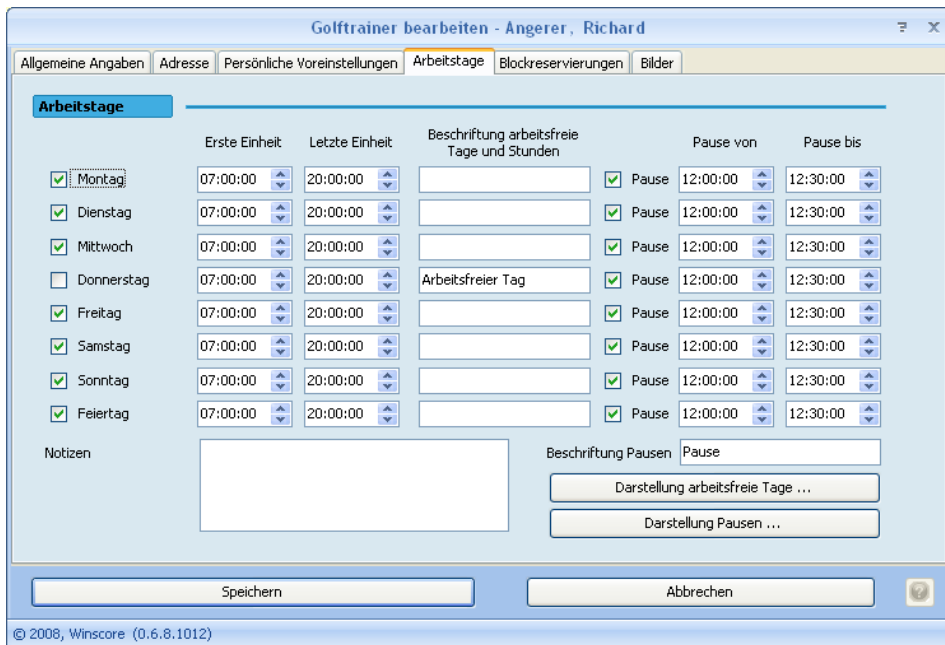 Golftrainer bearbeiten - Angerer, Richard
Allgemeine Angaben Adresse Persönliche Voreinstellungen Arbeitstage Blockreservierungen Bilder
Arbeitstage
Erste Einheit Letzte Einheit Beschriftung arbeitsfreie Tage und Stunden Pause von Pause bis
Montag 07:00:00 20:00:00 Pause 12:00:00 12:30:00
Dienstag 07:00:00 20:00:00 Pause 12:00:00 12:30:00
Mittwoch 07:00:00 20:00:00 Pause 12:00:00 12:30:00
Donnerstag 07:00:00 20:00:00 Arbeitsfreier Tag Pause 12:00:00 12:30:00
Freitag 07:00:00 20:00:00 Pause 12:00:00 12:30:00
Samstag 07:00:00 20:00:00 Pause 12:00:00 12:30:00
Sonntag 07:00:00 20:00:00 Pause 12:00:00 12:30:00
Feiertag 07:00:00 20:00:00 Pause 12:00:00 12:30:00
Notizen Beschriftung Pausen Pause
Darstellung arbeitsfreie Tage ...
Darstellung Pausen ...
Speichern Abbrechen
© 2008, Winscore (0.6.8.1012)